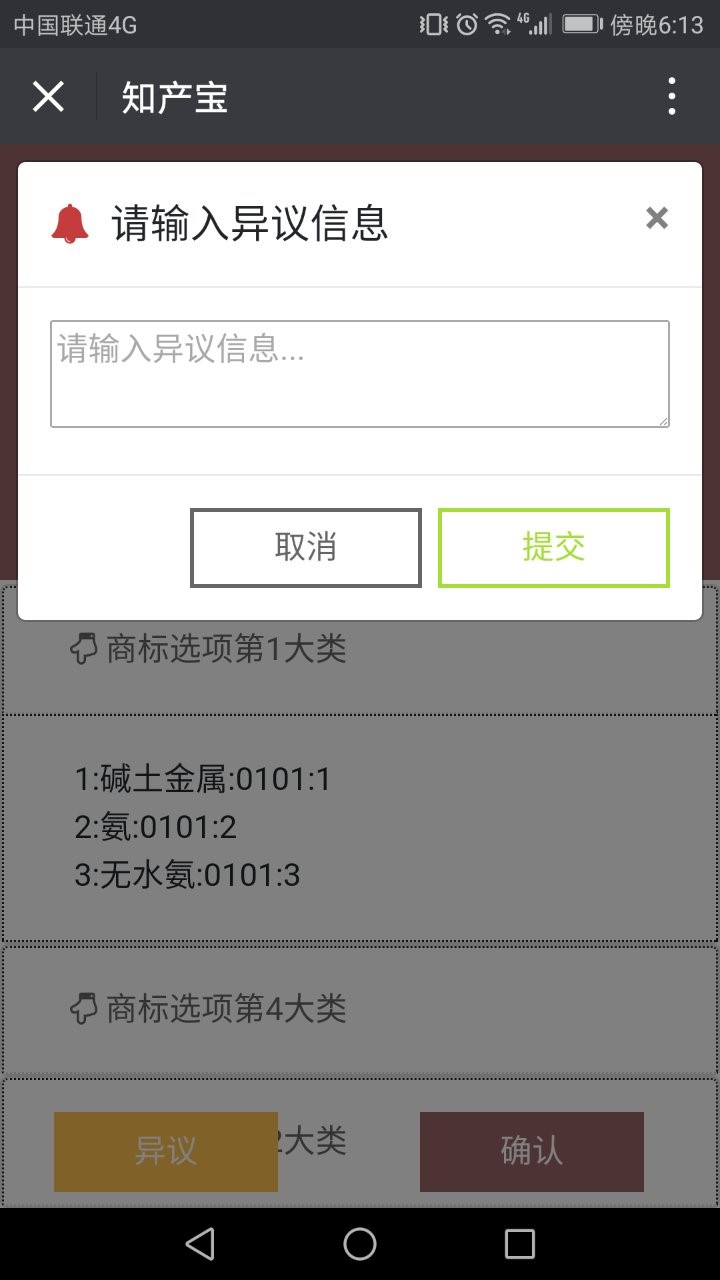 中国联通4G
4G
傍晚6:13
知产宝
请输入异议信息
×
请输入异议信息...
取消
提交
商标选项第1大类
1:碱土金属:0101:1
2:氨:0101:2
3:无水氨:0101:3
商标选项第4大类
2大类
异议
确认